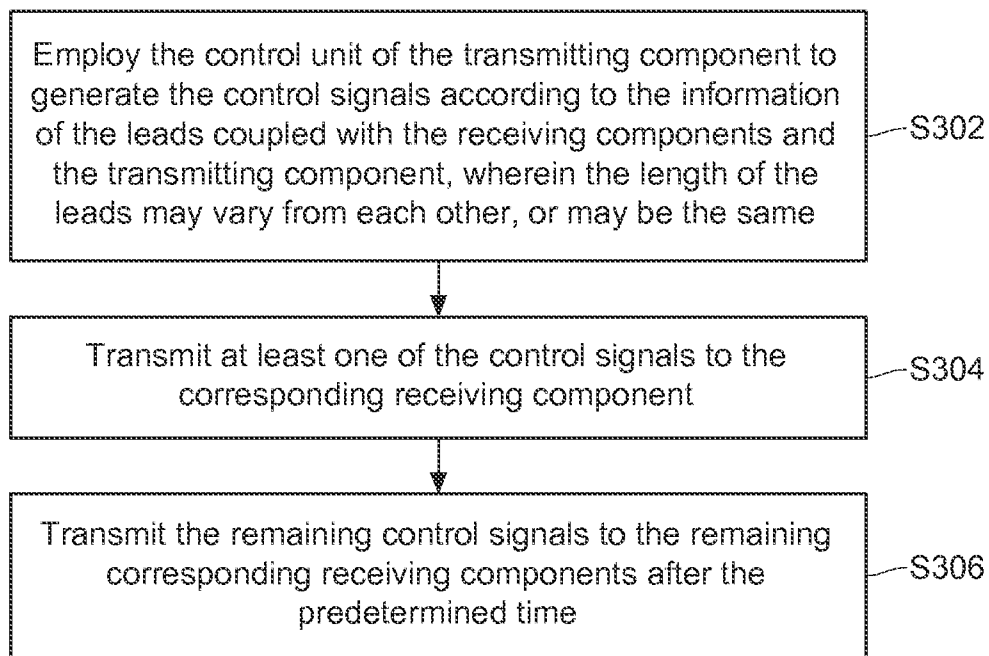 Employ the control unit of the transmitting component to
generate the control signals according to the information
of the leads coupled with the receiving components and
the transmitting component, wherein the length of the
leads may vary from each other, or may be the same
S302
Transmit at least one of the control signals to the
corresponding receiving component
S304
Transmit the remaining control signals to the remaining
corresponding receiving components after the
predetermined time
S306